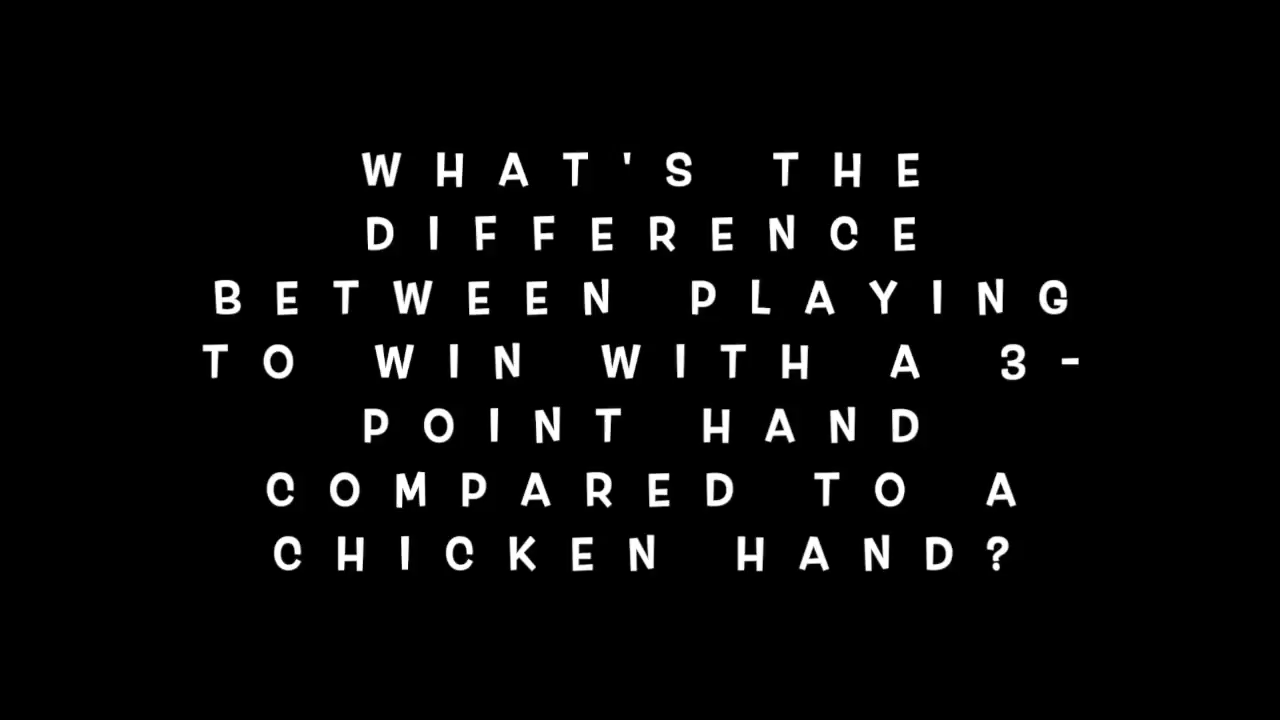 WHAT'S THE
DIFFERENCE
BETWEEN PLAYING
TO WIN WITH A 3-
POINT HAND
COMPARED TO A
CHICKEN HAND?